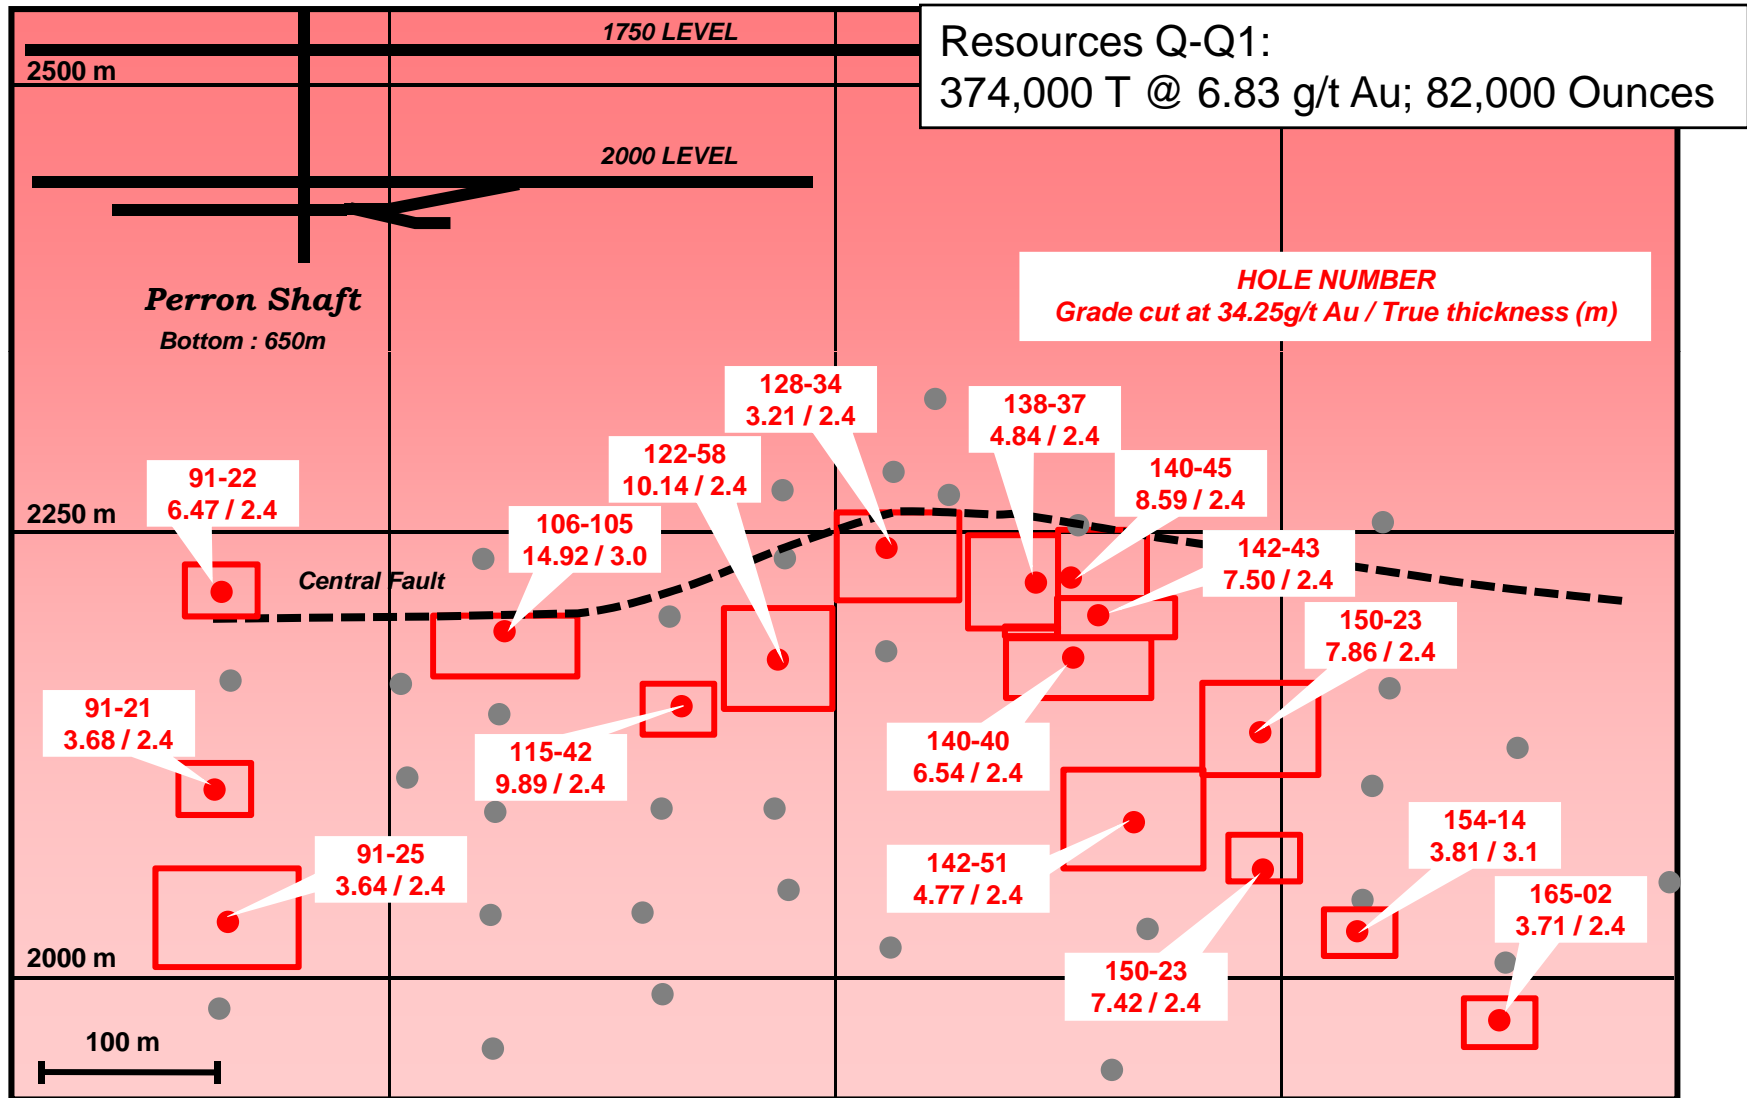 1750 LEVEL
Resources Q-Q1:
374,000 T @ 6.83 g/t Au; 82,000 Ounces
2500 m
2000 LEVEL
Perron Shaft
Bottom : 650m
HOLE NUMBER
Grade cut at 34.25g/t Au / True thickness (m)
128-34
3.21 / 2.4
138-37
4.84 / 2.4
122-58
10.14 / 2.4
140-45
8.59 / 2.4
91-22
6.47 / 2.4
2250 m
106-105
14.92 / 3.0
142-43
7.50 / 2.4
Central Fault
150-23
7.86 / 2.4
91-21
3.68 / 2.4
115-42
9.89 / 2.4
140-40
6.54 / 2.4
154-14
3.81 / 3.1
91-25
3.64 / 2.4
142-51
4.77 / 2.4
165-02
3.71 / 2.4
2000 m
150-23
7.42 / 2.4
100 m